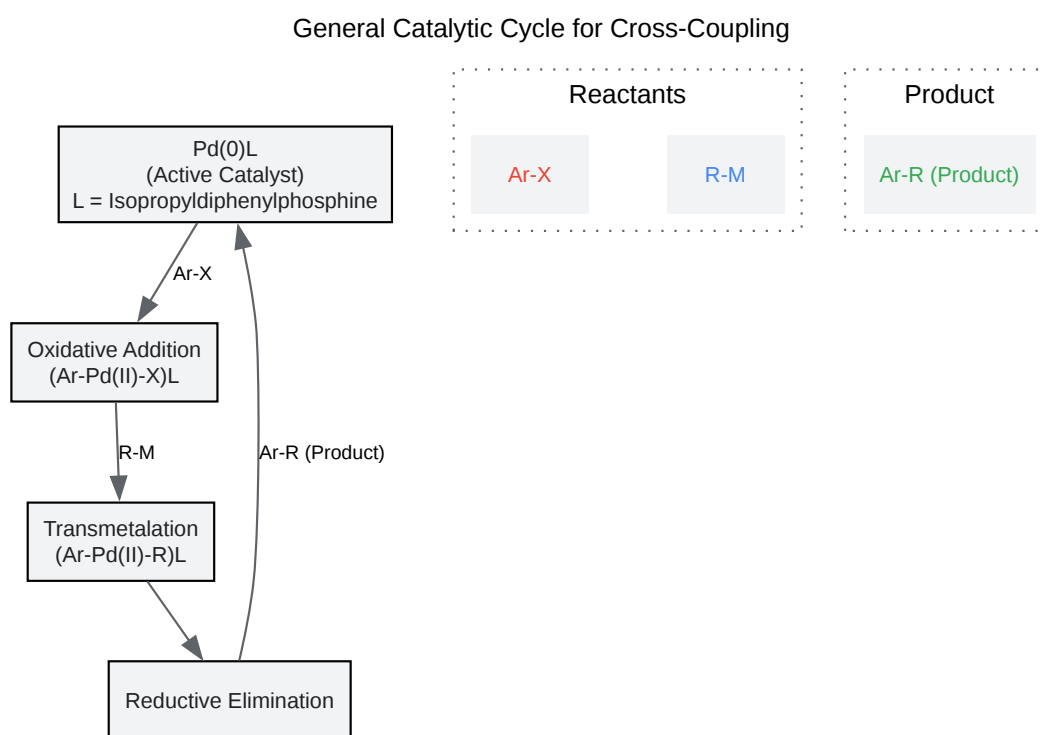 General Catalytic Cycle for Cross-Coupling
Reactants
Product
Pd(0)L
(Active Catalyst)
L = Isopropyldiphenylphosphine
Ar-X
R-M
Ar-R (Product)
Ar-X
Oxidative Addition
(Ar-Pd(II)-X)L
R-M
Ar-R (Product)
Transmetalation
(Ar-Pd(II)-R)L
Reductive Elimination